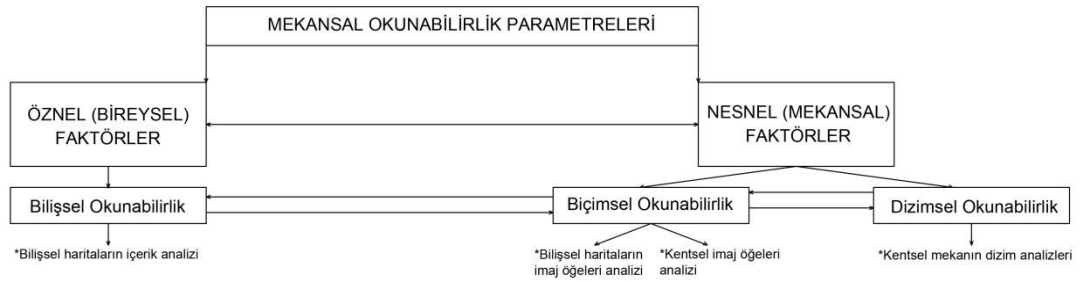 MEKANSAL OKUNABİLİRLİK PARAMETRELERİ
ÖZNEL (BİREYSEL)
FAKTÖRLER
NESNEL (MEKANSAL)
FAKTÖRLER
Bilişsel Okunabilirlik
Biçimsel Okunabilirlik
Dizimsel Okunabilirlik
*Bilişsel haritaların içerik analizi
*Bilişsel haritaların
imaj öğeleri analizi
*Kentsel imaj öğeleri
analizi
*Kentsel mekanın dizim analizleri